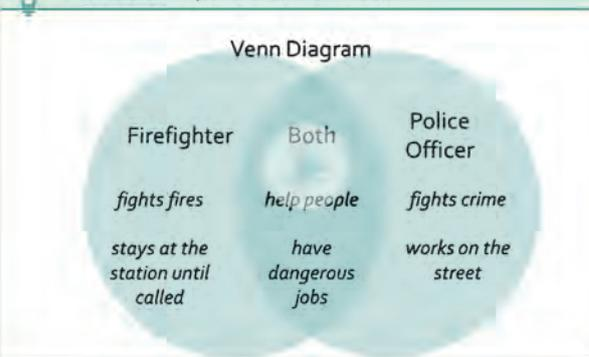 Venn Diagram
Firefighter
fights fires
stays at the
station until
called
Both
help people
have
dangerous
jobs
Police
Officer
fights crime
works on the
street